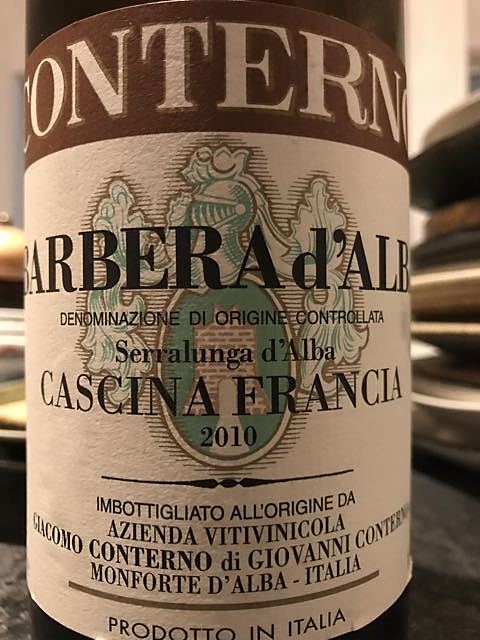 CONTERNO
BARBERA d'ALB
DENOMINAZIONE DI ORIGINE CONTROLLATA
Serralunga d'Alba
CASCINA FRANCIA
2010
IMBOTTIGLIATO ALL'ORIGINE DA
AZIENDA VITIVINICOLA
GIACOMO CONTERNO di GIOVANNI CONTERNO
MONFORTE D'ALBA - ITALIA
PRODOTTO IN ITALIA